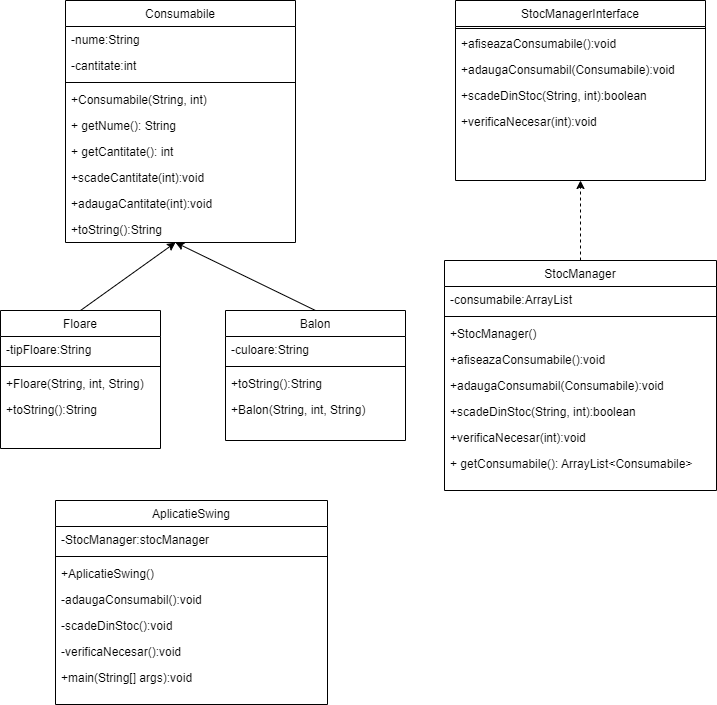 Consumabile
-nume:String
-cantitate:int
+Consumabile(String, int)
+ getNume(): String
+ getCantitate(): int
+scadeCantitate(int):void
+adaugaCantitate(int):void
+toString():String
StocManagerInterface
+afiseazaConsumabile():void
+adaugaConsumabil(Consumabile):void
+scadeDinStoc(String, int):boolean
+verificaNecesar(int):void
Floare
-tipFloare:String
+Floare(String, int, String)
+toString():String
Balon
-culoare:String
+toString():String
+Balon(String, int, String)
StocManager
-consumabile:ArrayList
+StocManager()
+afiseazaConsumabile():void
+adaugaConsumabil(Consumabile):void
+scadeDinStoc(String, int):boolean
+verificaNecesar(int):void
+ getConsumabile(): ArrayList<Consumabile>
AplicatieSwing
-StocManager:stocManager
+AplicatieSwing()
-adaugaConsumabil():void
-scadeDinStoc():void
-verificaNecesar():void
+main(String[] args):void